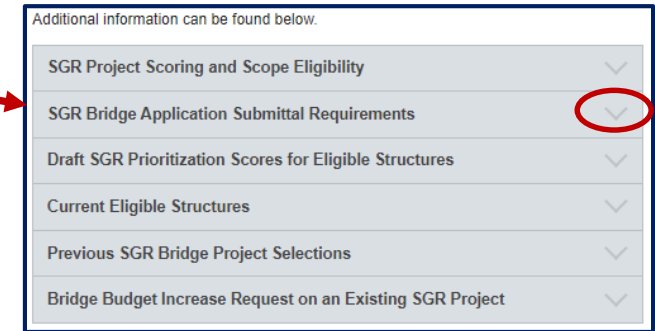 Additional information can be found below.
SGR Project Scoring and Scope Eligibility
SGR Bridge Application Submittal Requirements
Draft SGR Prioritization Scores for Eligible Structures
Current Eligible Structures
Previous SGR Bridge Project Selections
Bridge Budget Increase Request on an Existing SGR Project